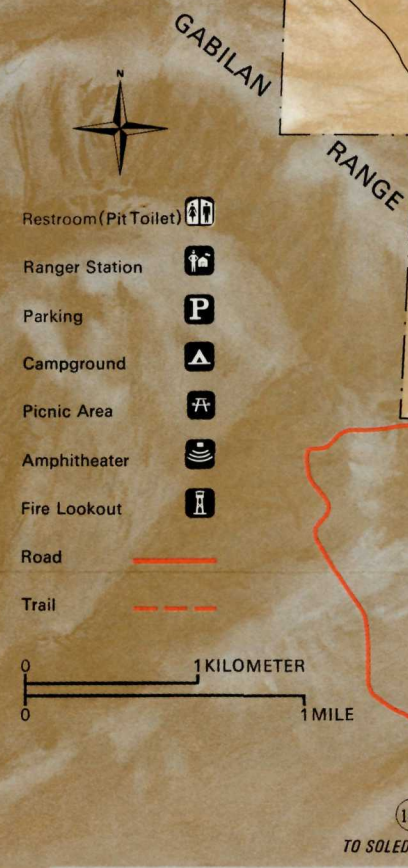 GABILAN
RANGE
N
Restroom (Pit Toilet)
Ranger Station
Parking
P
Campground
Picnic Area
Amphitheater
Fire Lookout
Road
Trail
0 1 KILOMETER
0 1 MILE
TO